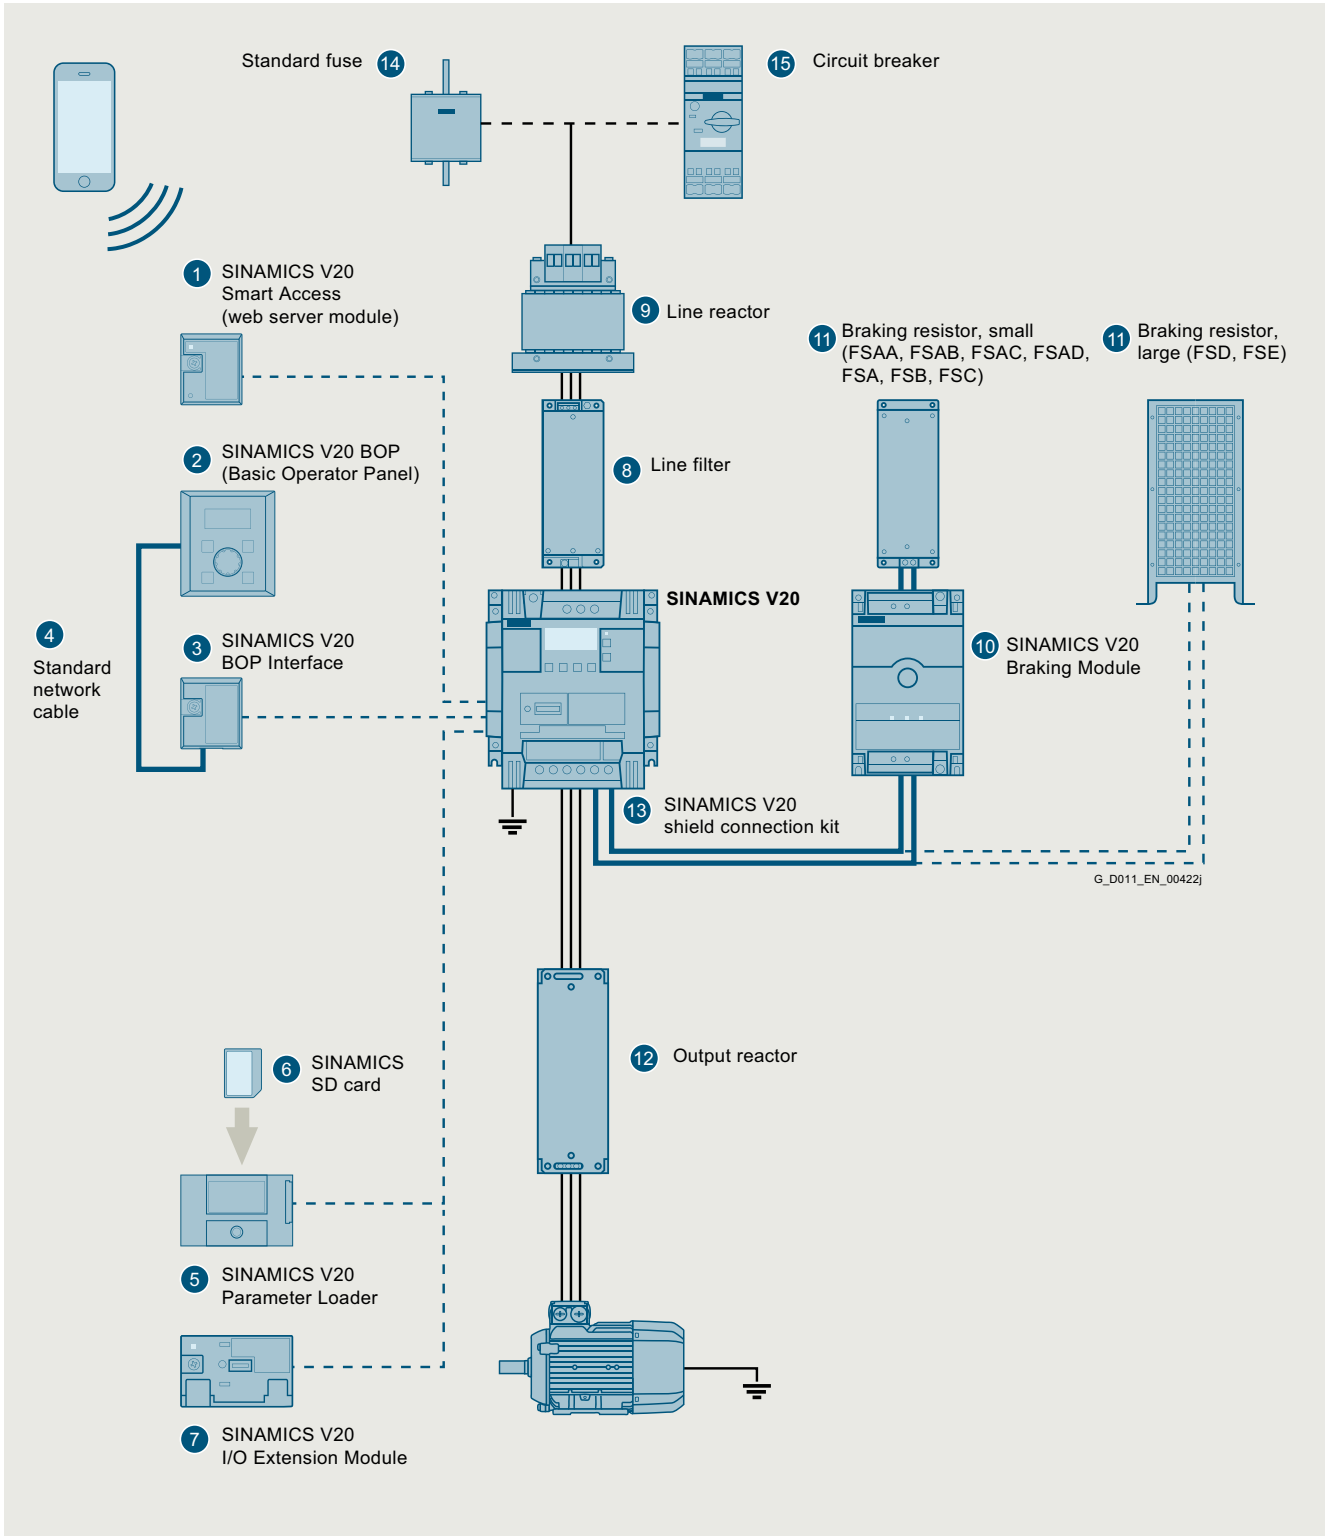 Standard fuse 14
15 Circuit breaker
1 SINAMICS V20
Smart Access
(web server module)
9 Line reactor
11 Braking resistor, small
(FSAA, FSAB, FSAC, FSAD,
FSA, FSB, FSC)
11 Braking resistor,
large (FSD, FSE)
2 SINAMICS V20 BOP
(Basic Operator Panel)
8 Line filter
SINAMICS V20
4
Standard
network
cable
3 SINAMICS V20
BOP Interface
10 SINAMICS V20
Braking Module
13 SINAMICS V20
shield connection kit
G_D011_EN_00422j
12 Output reactor
6 SINAMICS
SD card
5 SINAMICS V20
Parameter Loader
7 SINAMICS V20
I/O Extension Module